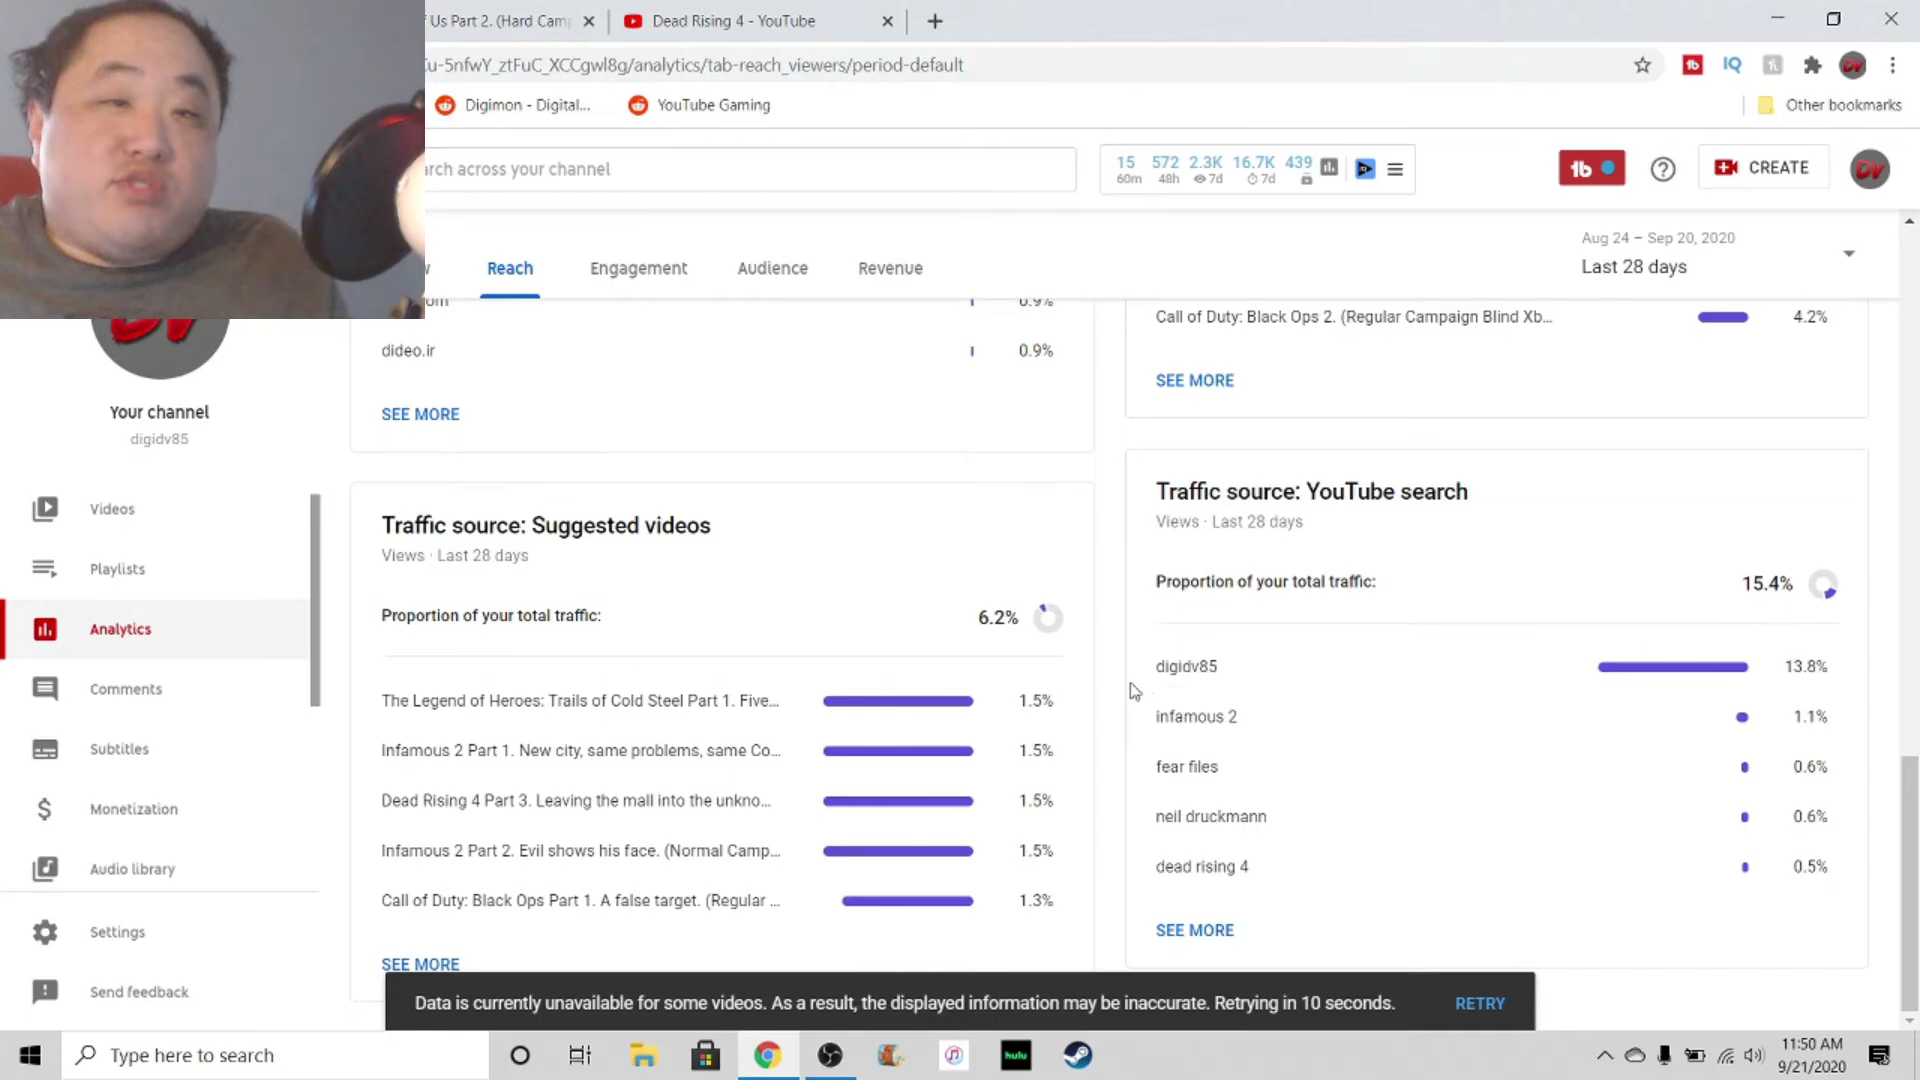 Us Part 2. (Hard Cam
Dead Rising 4 - YouTube
u-5nfwY_ztFuC_XCCgwl8g/analytics/tab-reach_viewers/period-default
Digimon - Digital...
YouTube Gaming
Other bookmarks
arch across your channel
15 572 2.3K 16.7K 439
60m 48h 7d 7d
CREATE
Aug 24 – Sep 20, 2020
Last 28 days
Reach
Engagement
Audience
Revenue
0.9%
dideo.ir 0.9%
SEE MORE
Call of Duty: Black Ops 2. (Regular Campaign Blind Xb... 4.2%
SEE MORE
Your channel
digidv85
Videos
Playlists
Analytics
Comments
Subtitles
Monetization
Audio library
Settings
Send feedback
Traffic source: Suggested videos
Views · Last 28 days
Proportion of your total traffic: 6.2%
The Legend of Heroes: Trails of Cold Steel Part 1. Five... 1.5%
Infamous 2 Part 1. New city, same problems, same Co... 1.5%
Dead Rising 4 Part 3. Leaving the mall into the unkno... 1.5%
Infamous 2 Part 2. Evil shows his face. (Normal Camp... 1.5%
Call of Duty: Black Ops Part 1. A false target. (Regular ... 1.3%
SEE MORE
Traffic source: YouTube search
Views · Last 28 days
Proportion of your total traffic: 15.4%
digidv85 13.8%
infamous 2 1.1%
fear files 0.6%
neil druckmann 0.6%
dead rising 4 0.5%
SEE MORE
Data is currently unavailable for some videos. As a result, the displayed information may be inaccurate. Retrying in 10 seconds. RETRY
Type here to search
hulu
11:50 AM
9/21/2020